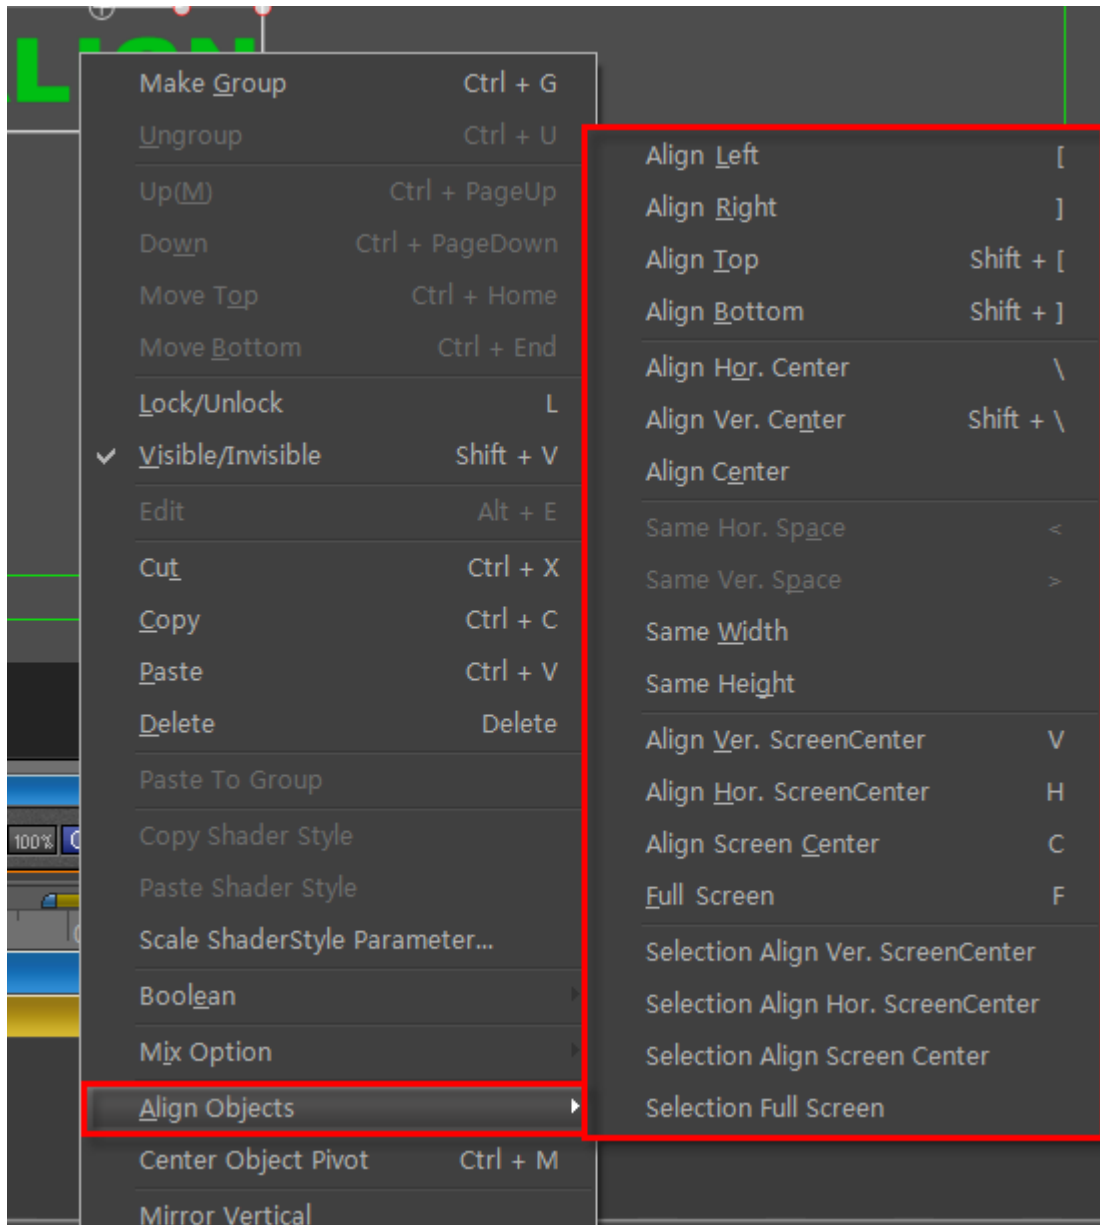 ALIGN
Make Group Ctrl + G
Ungroup Ctrl + U
Up(M) Ctrl + PageUp
Down Ctrl + PageDown
Move Top Ctrl + Home
Move Bottom Ctrl + End
Lock/Unlock L
Visible/Invisible Shift + V
Edit Alt + E
Cut Ctrl + X
Copy Ctrl + C
Paste Ctrl + V
Delete Delete
Paste To Group
Copy Shader Style
Paste Shader Style
Scale ShaderStyle Parameter...
Boolean
Mix Option
Align Objects
Center Object Pivot Ctrl + M
Mirror Vertical
Align Left [
Align Right ]
Align Top Shift + [
Align Bottom Shift + ]
Align Hor. Center \
Align Ver. Center Shift + \
Align Center
Same Hor. Space <
Same Ver. Space >
Same Width
Same Height
Align Ver. ScreenCenter V
Align Hor. ScreenCenter H
Align Screen Center C
Full Screen F
Selection Align Ver. ScreenCenter
Selection Align Hor. ScreenCenter
Selection Align Screen Center
Selection Full Screen
100%